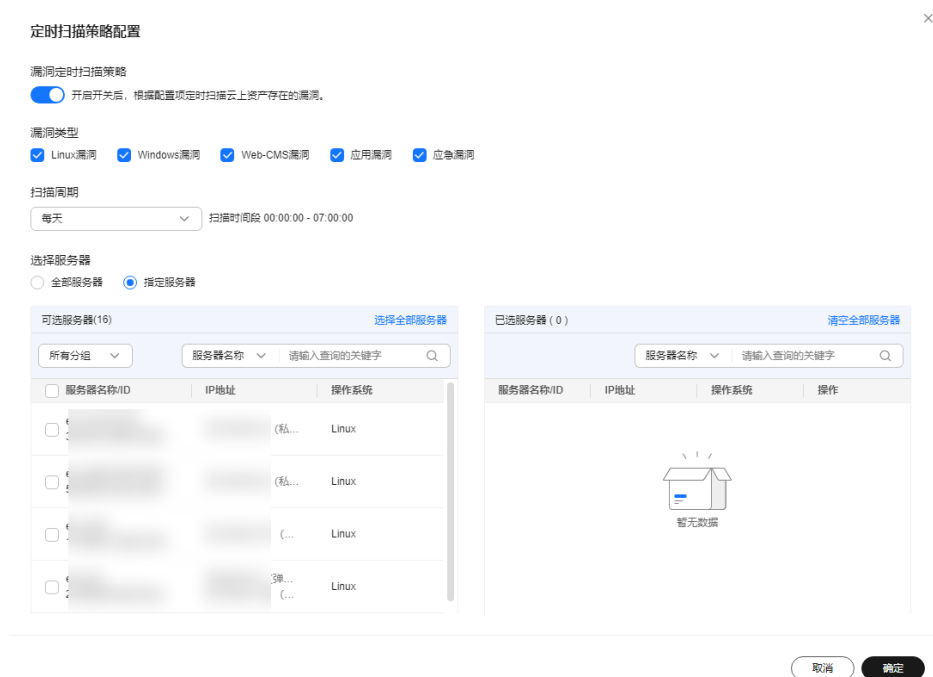 定时扫描策略配置
漏洞定时扫描策略
开启开关后，根据配置项定时扫描云上资产存在的漏洞。
漏洞类型
Linux漏洞 Windows漏洞 Web-CMS漏洞 应用漏洞 应急漏洞
扫描周期
每天 扫描时间段 00:00:00 - 07:00:00
选择服务器
全部服务器 指定服务器
可选服务器(16) 选择全部服务器
所有分组 服务器名称 请输入查询的关键字
服务器名称/ID IP地址 操作系统
(私... Linux
(私... Linux
(... Linux
(弹...
(... Linux
已选服务器 ( 0 ) 清空全部服务器
服务器名称 请输入查询的关键字
服务器名称/ID IP地址 操作系统 操作
暂无数据
取消 确定